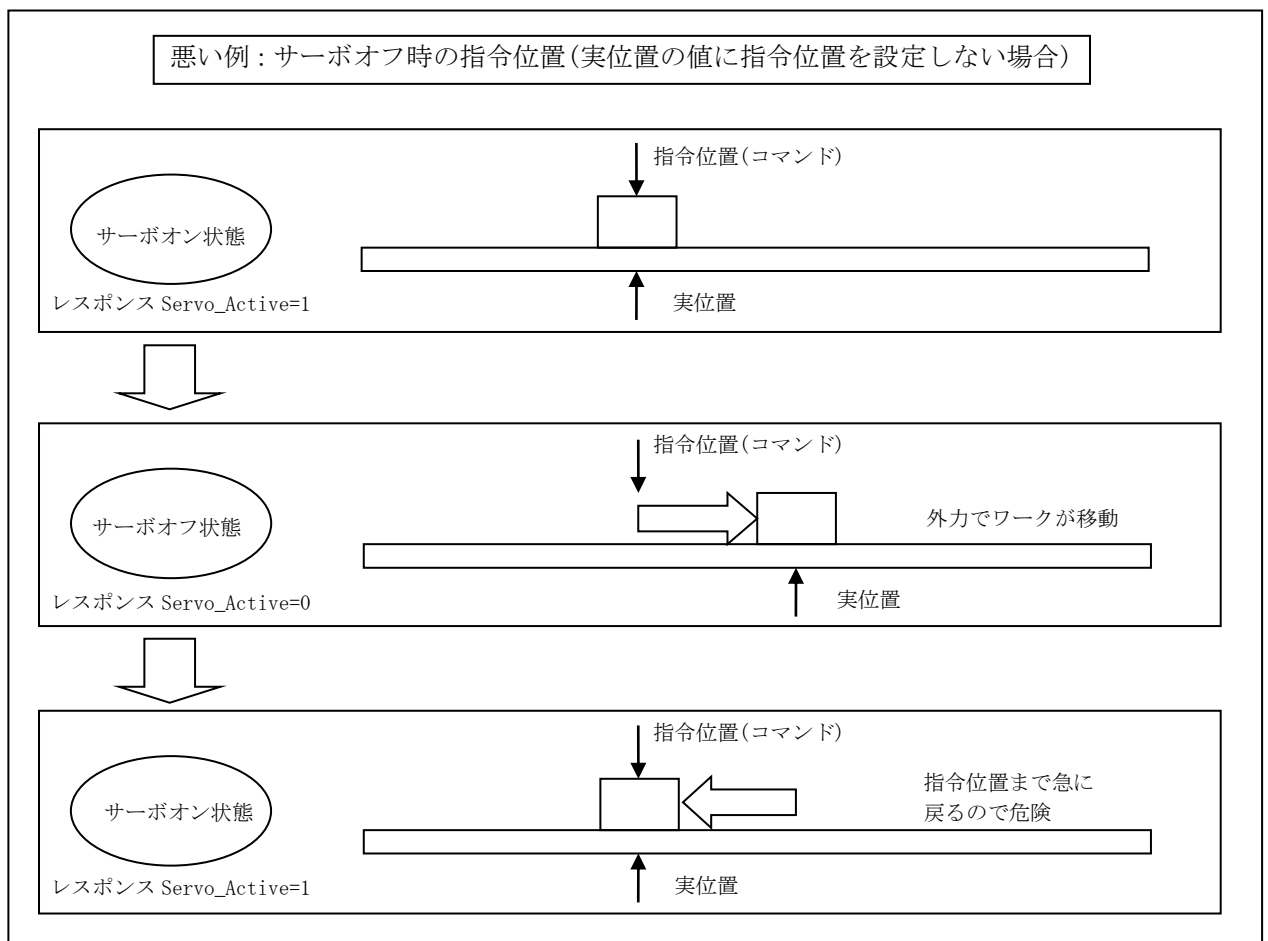 悪い例:サーボオフ時の指令位置(実位置の値に指令位置を設定しない場合)
指令位置(コマンド)
サーボオン状態
レスポンス Servo_Active=1
実位置
指令位置(コマンド)
サーボオフ状態
外力でワークが移動
レスポンス Servo_Active=0
実位置
指令位置(コマンド)
サーボオン状態
指令位置まで急に
戻るので危険
レスポンス Servo_Active=1
実位置